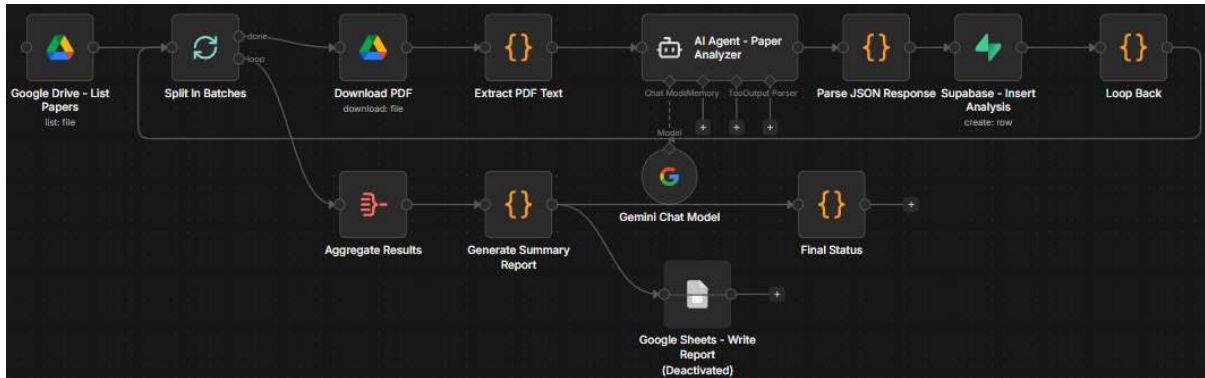 done
loop
AI Agent - Paper
Analyzer
Google Drive - List
Papers
list: file
Split In Batches
Download PDF
download: file
Extract PDF Text
Chat Mode
Memory
Too
Output Parser
Parse JSON Response
Supabase - Insert
Analysis
create: row
Loop Back
Model
Gemini Chat Model
Aggregate Results
Generate Summary
Report
Final Status
Google Sheets - Write
Report
(Deactivated)